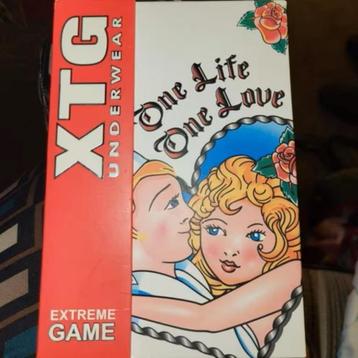 XTG
UNDERWEAR
One Life
One Love
EXTREME
GAME